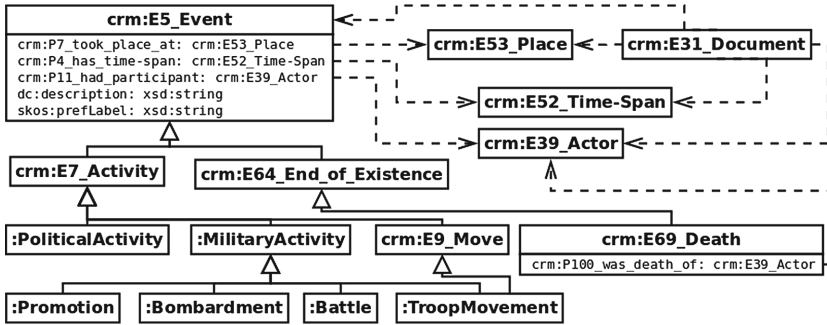 crm:E5_Event
crm:P7_took_place_at: crm:E53_Place
crm:P4_has_time-span: crm:E52_Time-Span
crm:P11_had_participant: crm:E39_Actor
dc:description: xsd:string
skos:prefLabel: xsd:string
crm:E53_Place
crm:E31_Document
crm:E52_Time-Span
crm:E39_Actor
crm:E7_Activity
crm:E64_End_of_Existence
:PoliticalActivity
:MilitaryActivity
crm:E9_Move
crm:E69_Death
crm:P100_was_death_of: crm:E39_Actor
:Promotion
:Bombardment
:Battle
:TroopMovement